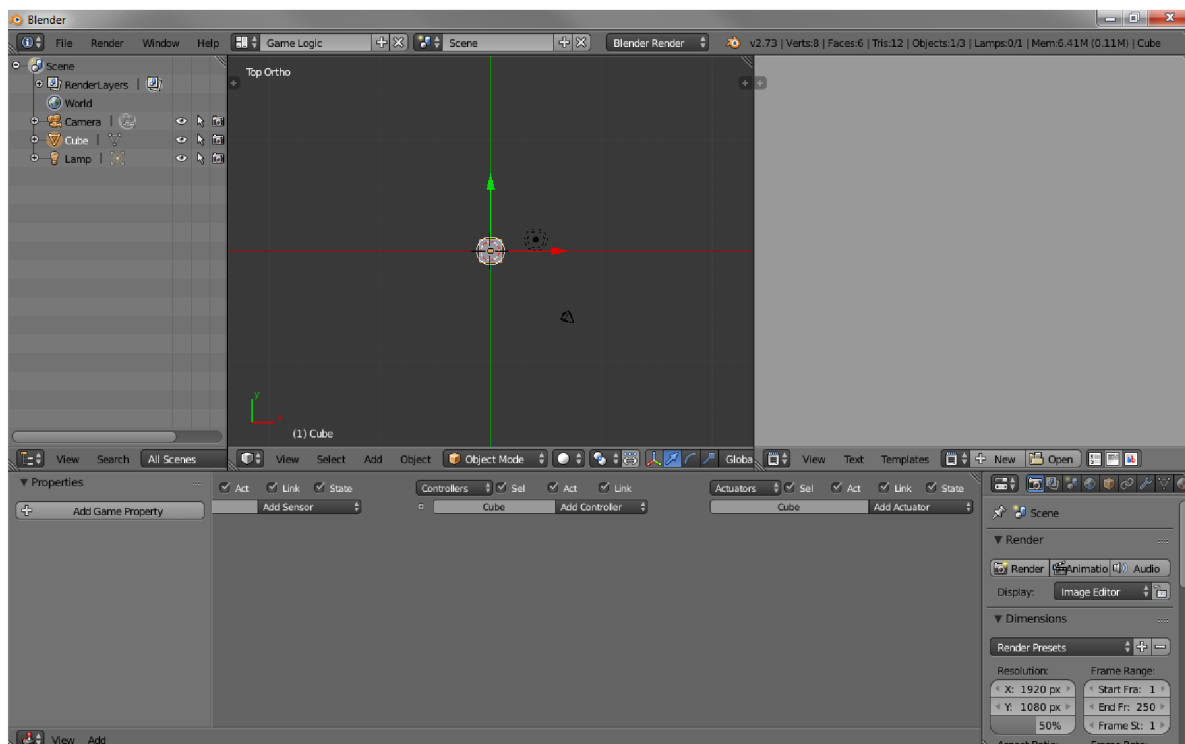 Blender
File Render Window Help Game Logic Scene Blender Render v2.73 | Verts:8 | Faces:6 | Tris:12 | Objects:1/3 | Lamps:0/1 | Mem:6.41M (0.11M) | Cube
Scene
RenderLayers |
World
Camera |
Cube |
Lamp |
Top Ortho
y
x
(1) Cube
View Search All Scenes
View Select Add Object Object Mode Globa
View Text Templates New Open
Properties
Add Game Property
Act Link State Controllers Sel Act Link Actuators Sel Act Link State
Add Sensor Cube Add Controller Cube Add Actuator
Scene
Render
Render Animatio Audio
Display: Image Editor
Dimensions
Render Presets
Resolution: Frame Range:
X: 1920 px Start Fra: 1
Y: 1080 px End Fr: 250
50% Frame St: 1
Aspect Ratio: Frame Rate:
View Add